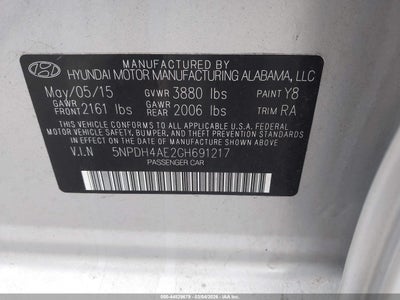 MANUFACTURED BY
HYUNDAI MOTOR MANUFACTURING ALABAMA, LLC
May/05/15 GVWR 3880 lbs PAINT Y8
GAWR FRONT 2161 lbs GAWR REAR 2006 lbs TRIM RA
THIS VEHICLE CONFORMS TO ALL APPLICABLE FEDERAL
MOTOR VEHICLE SAFETY, BUMPER, AND THEFT PREVENTION STANDARDS
IN EFFECT ON THE DATE OF MANUFACTURE SHOWN ABOVE.
V.I.N 5NPDH4AE2GH691217
PASSENGER CAR